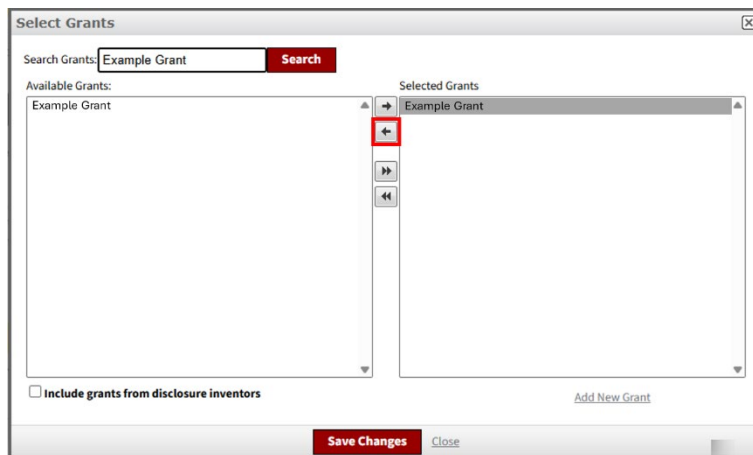 Select Grants
Search Grants: Example Grant Search
Available Grants:
Selected Grants
Example Grant
Example Grant
Include grants from disclosure inventors
Add New Grant
Save Changes Close